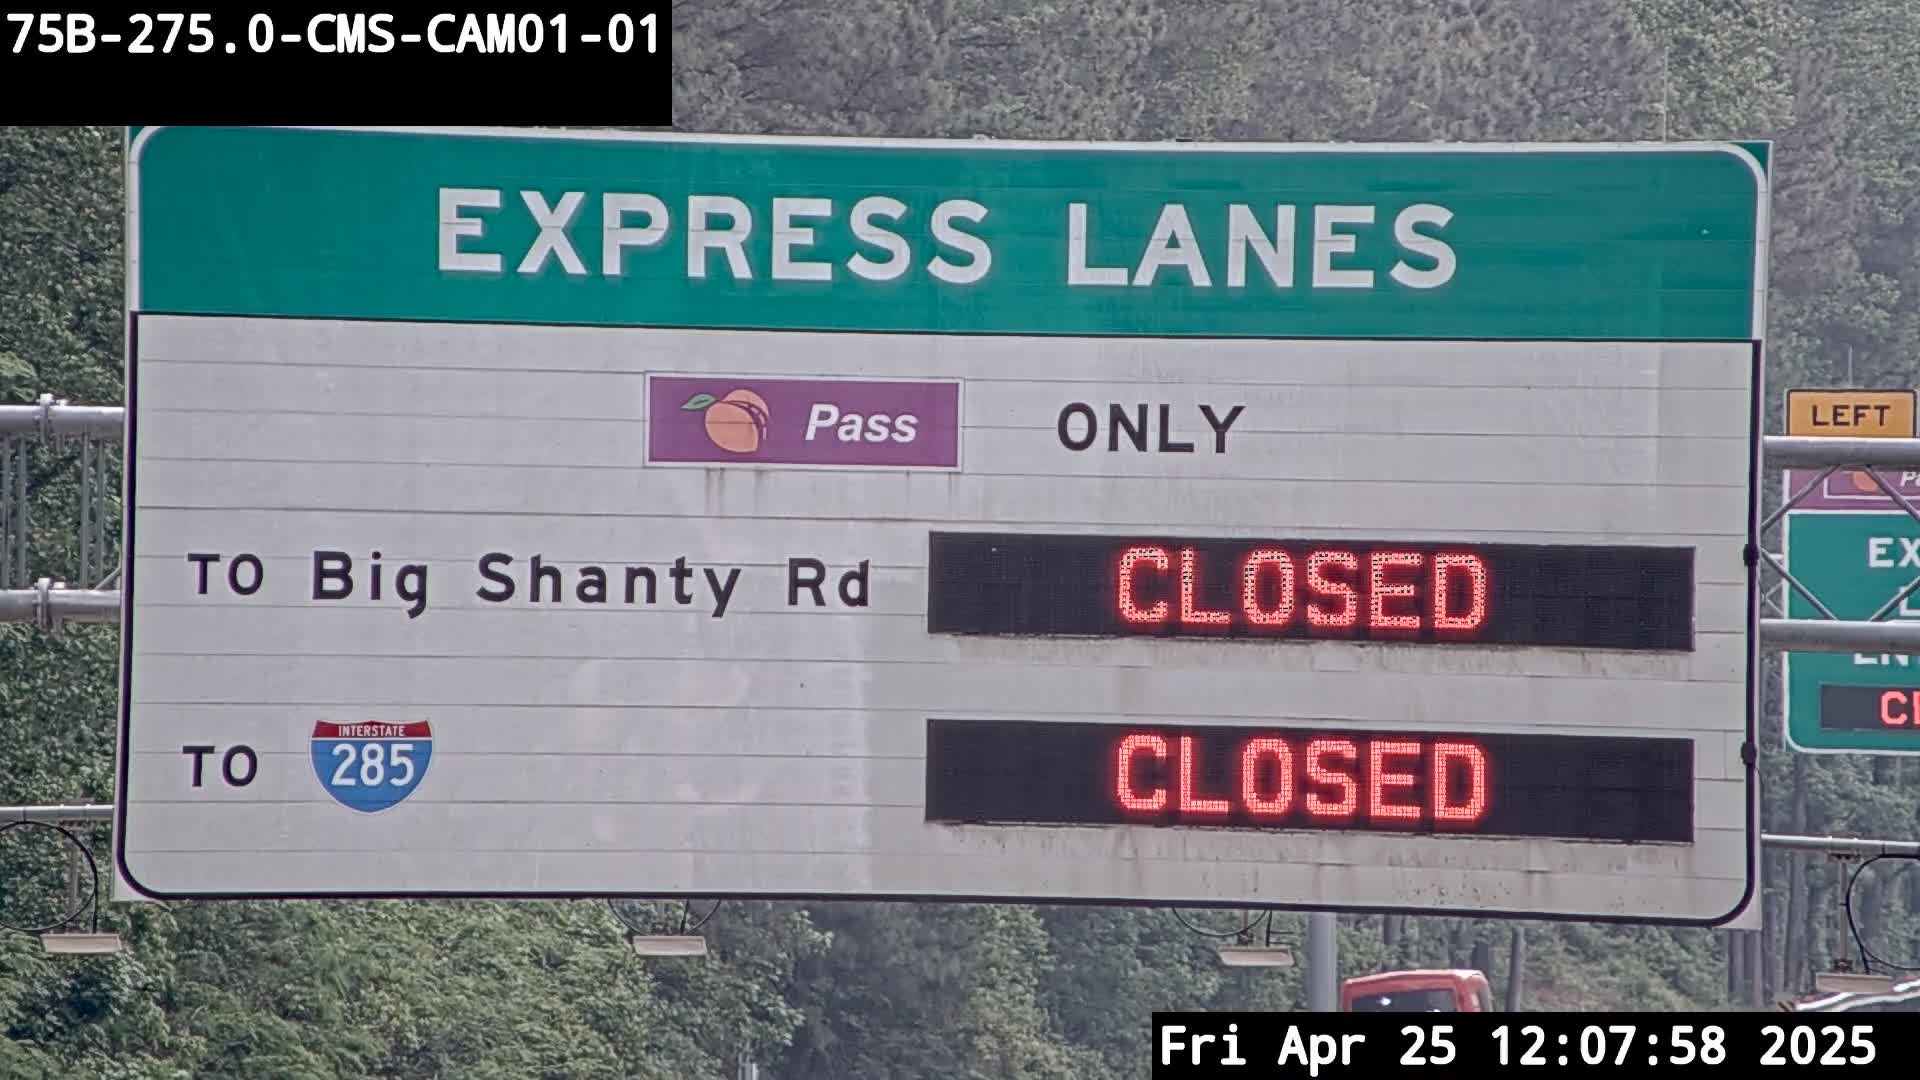 75B-275.0-CMS-CAM01-01
EXPRESS LANES
Pass ONLY
TO Big Shanty Rd CLOSED
TO INTERSTATE 285 CLOSED
LEFT
Fri Apr 25 12:07:58 2025